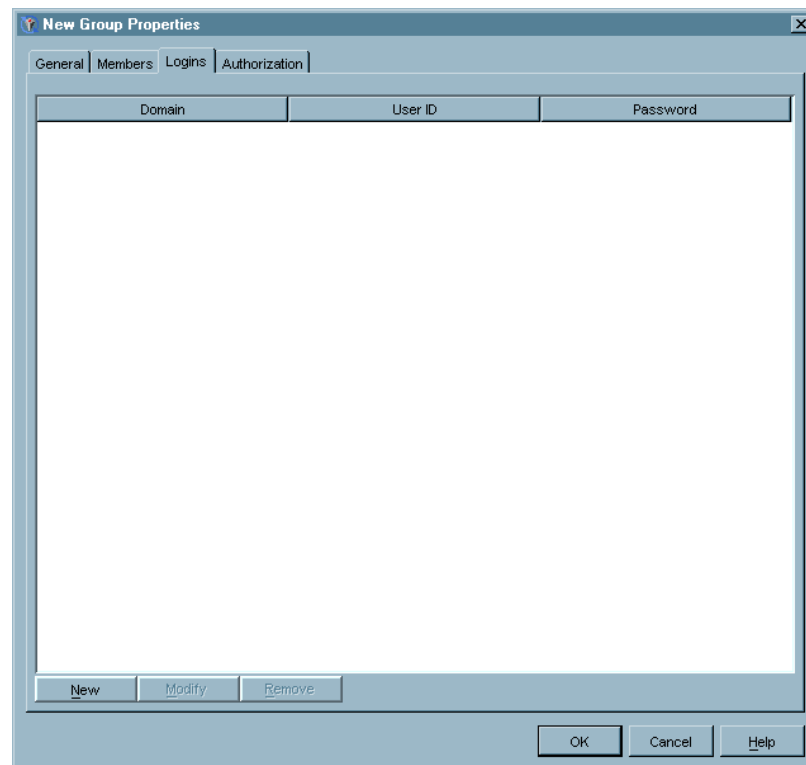 New Group Properties
General Members Logins Authorization
Domain User ID Password
New Modify Remove
OK Cancel Help